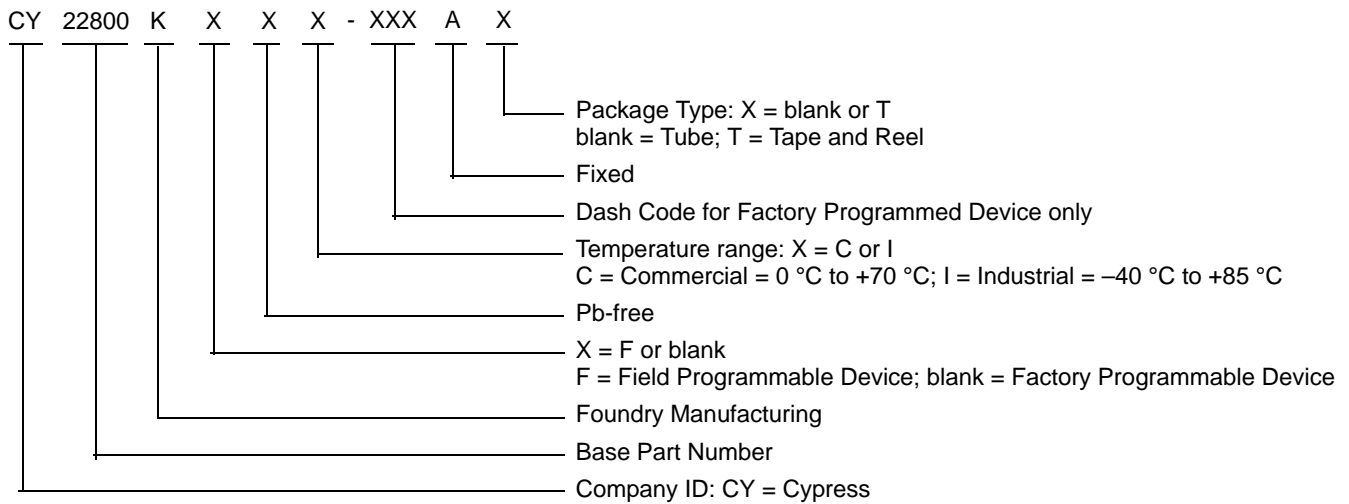 CY 22800 K X X X - XXX A X
Package Type: X = blank or T
blank = Tube; T = Tape and Reel
Fixed
Dash Code for Factory Programmed Device only
Temperature range: X = C or I
C = Commercial = 0 °C to +70 °C; I = Industrial = –40 °C to +85 °C
Pb-free
X = F or blank
F = Field Programmable Device; blank = Factory Programmable Device
Foundry Manufacturing
Base Part Number
Company ID: CY = Cypress